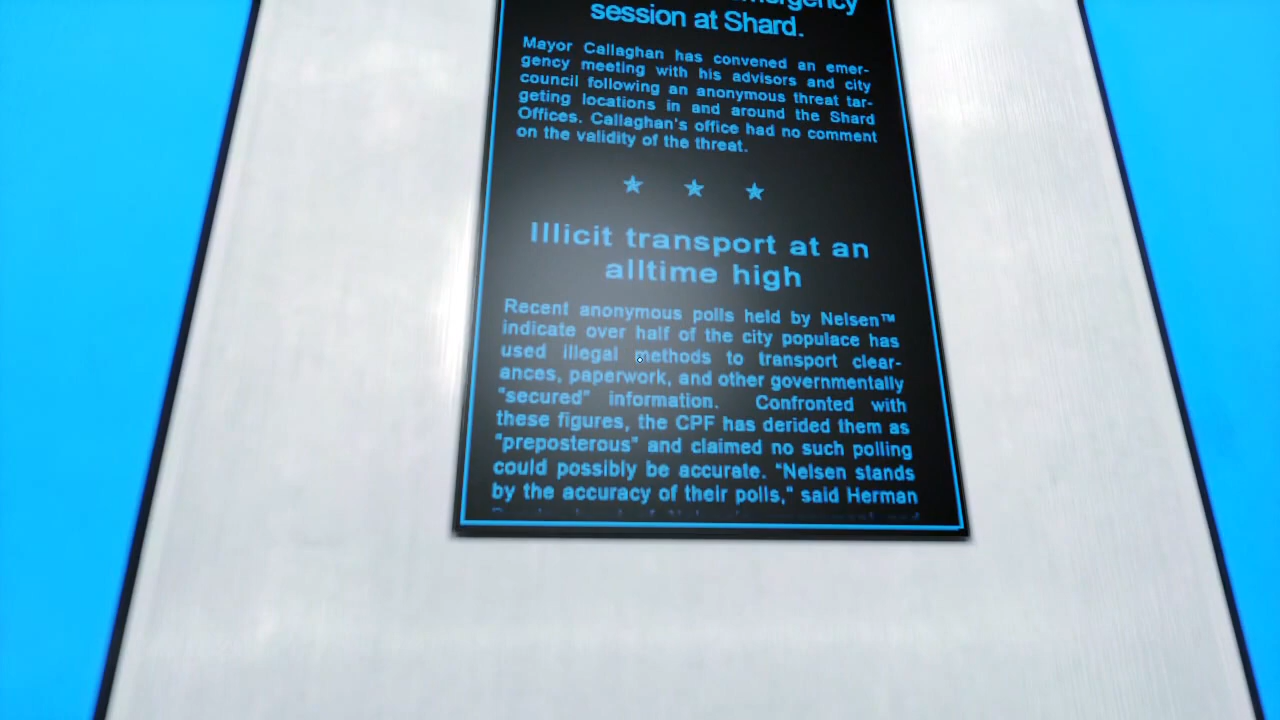 session at Shard.
Mayor Callaghan has convened an emer-
gency meeting with his advisors and city
council following an anonymous threat tar-
geting locations in and around the Shard
Offices. Callaghan's office had no comment
on the validity of the threat.
Illicit transport at an
alltime high
Recent anonymous polls held by Nelsen™
indicate over half of the city populace has
used illegal methods to transport clear-
ances, paperwork, and other governmentally
"secured" information. Confronted with
these figures, the CPF has derided them as
"preposterous" and claimed no such polling
could possibly be accurate. "Nelsen stands
by the accuracy of their polls," said Herman